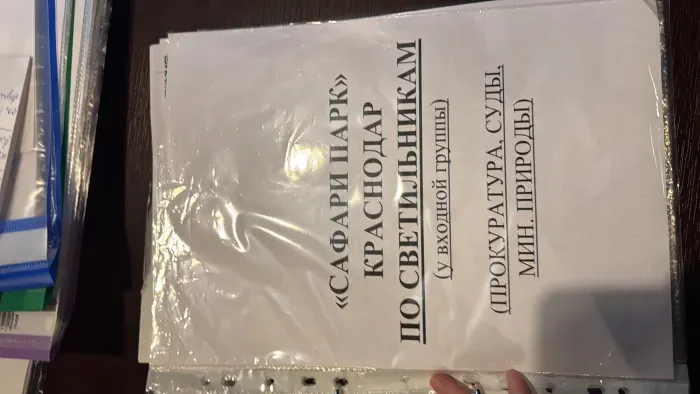 «САФАРИ ПАРК»
КРАСНОДАР
ПО СВЕТИЛЬНИКАМ
(у входной группы)
(ПРОКУРАТУРА, СУДЫ,
МИН. ПРИРОДЫ)